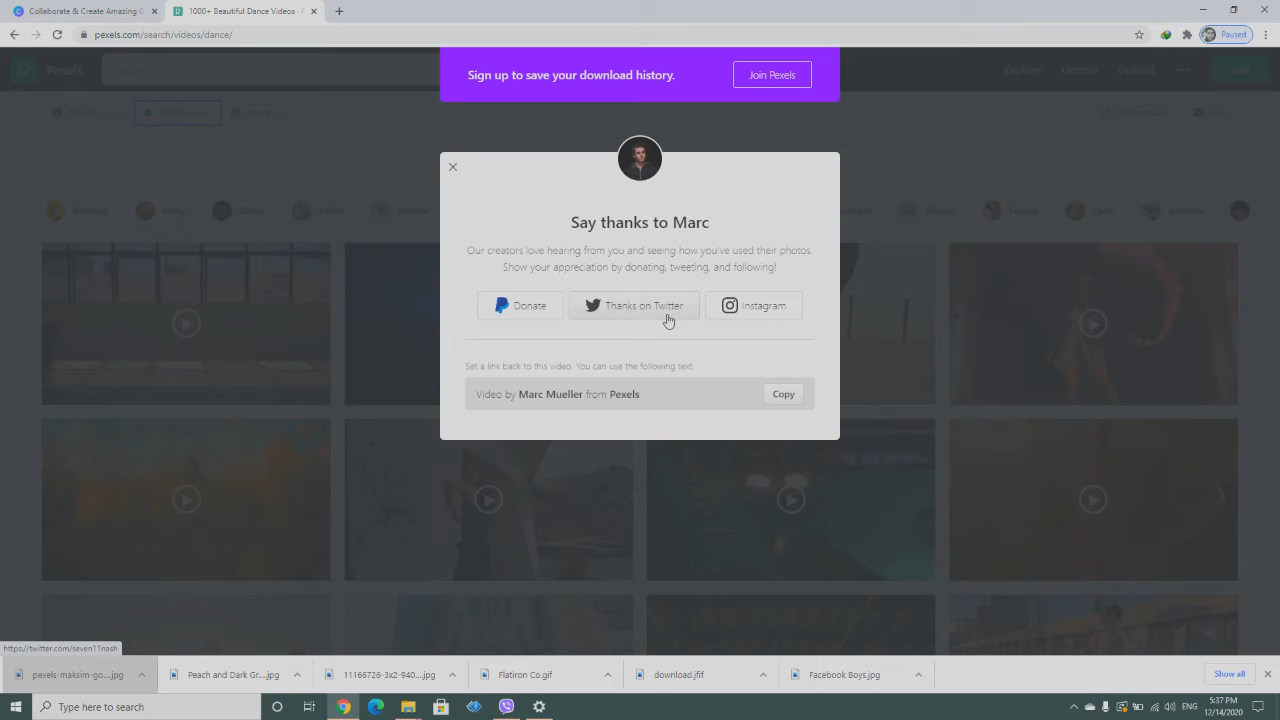 Collaborate & Create Amazing G
1000+ Beautiful Dance Videos ·
pexels.com/search/videos/dance/
Paused
Sign up to save your download history.
Join Pexels
Pexels
Explore
License
Upload
Join
Say thanks to Marc
Our creators love hearing from you and seeing how you've used their photos.
Show your appreciation by donating, tweeting, and following!
Donate
Thanks on Twitter
Instagram
Set a link back to this video. You can use the following text.
Video by Marc Mueller from Pexels
Copy
https://twitter.com/seven11nash
pexels-maksim-go....jpg
Peach and Dark Gr....jpg
11166726-3x2-940....jpg
Flatiron Co.gif
download.jfif
Facebook Boys.jpg
Show all
Type here to search
ENG
5:37 PM
12/14/2020